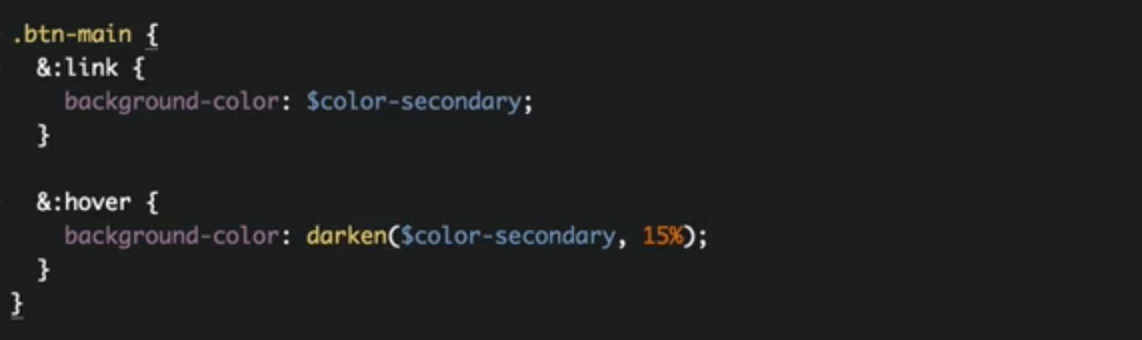 .btn-main {
  &:link {
    background-color: $color-secondary;
  }

  &:hover {
    background-color: darken($color-secondary, 15%);
  }
}